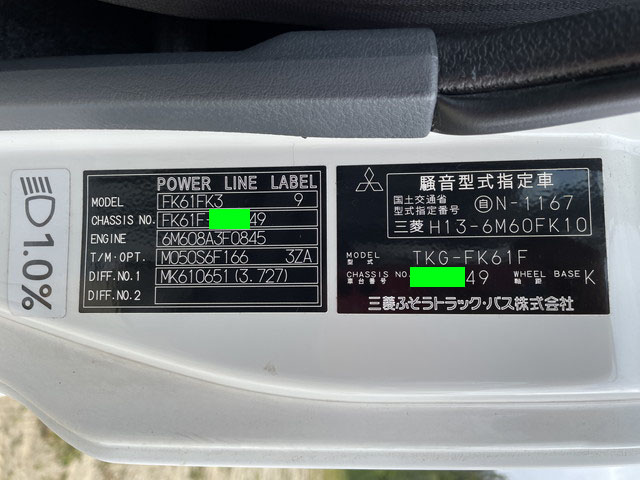 1.0%
POWER LINE LABEL
MODEL FK61FK3 9
CHASSIS NO. FK61F- 49
ENGINE 6M608A3F0845
T/M・OPT. M050S6F166 3ZA
DIFF.NO.1 MK610651 (3.727)
DIFF.NO.2
騒音型式指定車
国土交通省
型式指定番号 自 N-1167
三菱 H13-6M60FK10
MODEL
型式 TKG-FK61F
CHASSIS NO. 49 WHEEL BASE K
車台番号 軸距
三菱ふそうトラック・バス株式会社